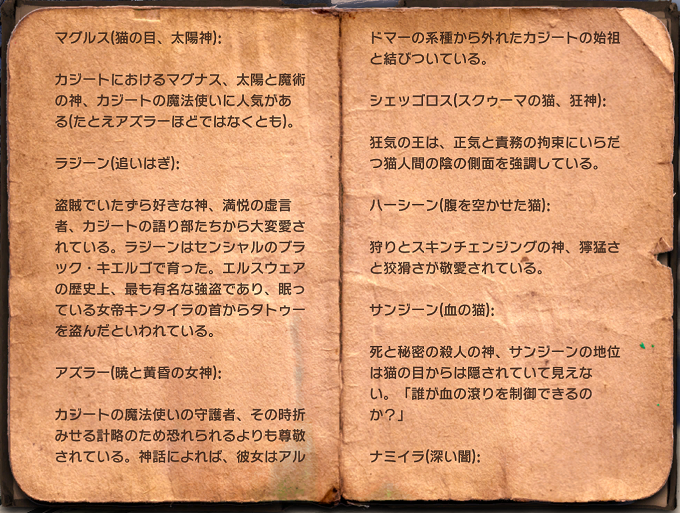 マグルス(猫の目、太陽神):
カジートにおけるマグナス、太陽と魔術
の神、カジートの魔法使いに人気があ
る(たとえアズラーほどではなくとも)。
ラジーン(追いはぎ):
盗賊でいたずら好きな神、満悦の虚言
者、カジートの語り部たちから大変愛さ
れている。ラジーンはセンシャルのブラ
ック・キエルゴで育った。エルスウェア
の歴史上、最も有名な強盗であり、眠っ
ている女帝キンタイラの首からタトゥー
を盗んだといわれている。
アズラー(暁と黄昏の女神):
カジートの魔法使いの守護者、その時折
みせる計略のため恐れられるよりも尊敬
されている。神話によれば、彼女はアル
ドマーの系種から外れたカジートの始祖
と結びついている。
シェッゴロス(スクゥーマの猫、狂神):
狂気の王は、正気と責務の拘束にいらだ
つ猫人間の陰の側面を強調している。
ハーシーン(腹を空かせた猫):
狩りとスキンチェンジングの神、獰猛さ
と狡猾さが敬愛されている。
サンジーン(血の猫):
死と秘密の殺人の神、サンジーンの地位
は猫の目からは隠されていて見えな
い。「誰が血の滾りを制御できるの
か？」
ナミイラ(深い闇):